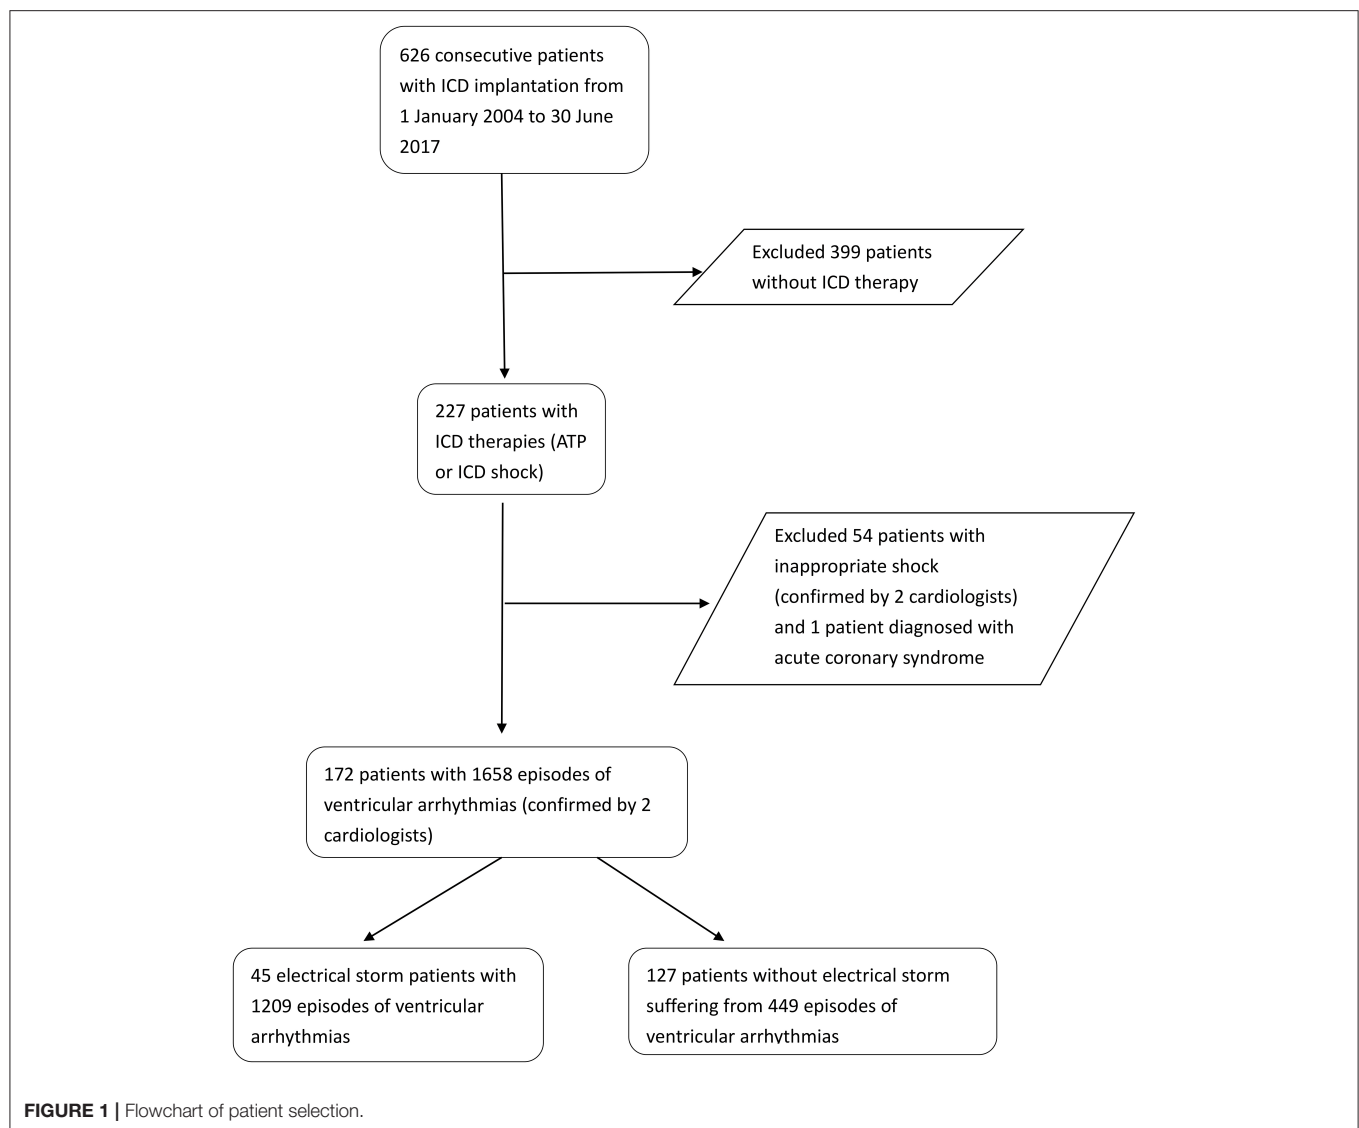 626 consecutive patients
with ICD implantation from
1 January 2004 to 30 June
2017
Excluded 399 patients
without ICD therapy
227 patients with
ICD therapies (ATP
or ICD shock)
Excluded 54 patients with
inappropriate shock
(confirmed by 2 cardiologists)
and 1 patient diagnosed with
acute coronary syndrome
172 patients with 1658 episodes of
ventricular arrhythmias (confirmed by 2
cardiologists)
45 electrical storm patients with
1209 episodes of ventricular
arrhythmias
127 patients without electrical storm
suffering from 449 episodes of
ventricular arrhythmias
FIGURE 1 | Flowchart of patient selection.